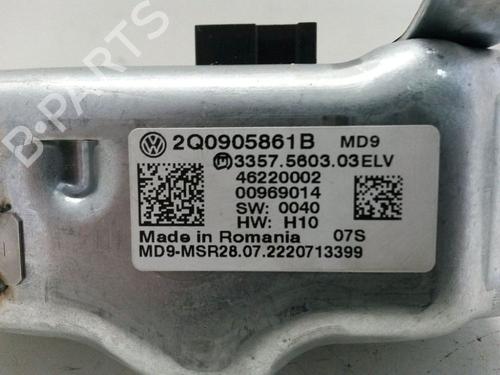 B-PARTS
2Q0905861B MD9
3357.5603.03ELV
46220002
00969014
SW: 0040
HW: H10
Made in Romania 07S
MD9-MSR28.07.2220713399